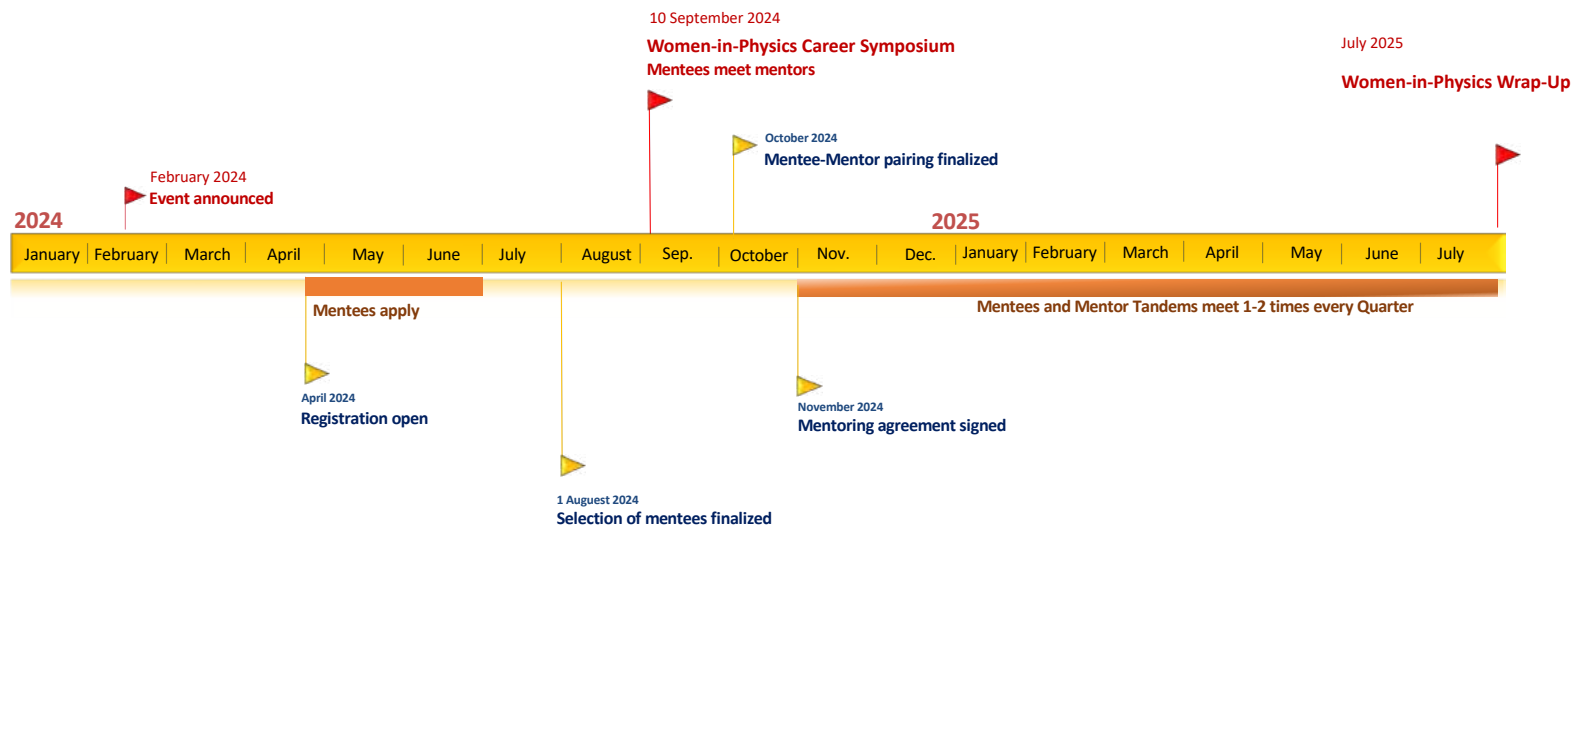 10 September 2024
Women-in-Physics Career Symposium
Mentees meet mentors
July 2025
Women-in-Physics Wrap-Up
October 2024
Mentee-Mentor pairing finalized
February 2024
Event announced
2024
2025
January February March April May June July August Sep. October Nov. Dec. January February March April May June July
Mentees apply
Mentees and Mentor Tandems meet 1-2 times every Quarter
April 2024
Registration open
November 2024
Mentoring agreement signed
1 Auguest 2024
Selection of mentees finalized